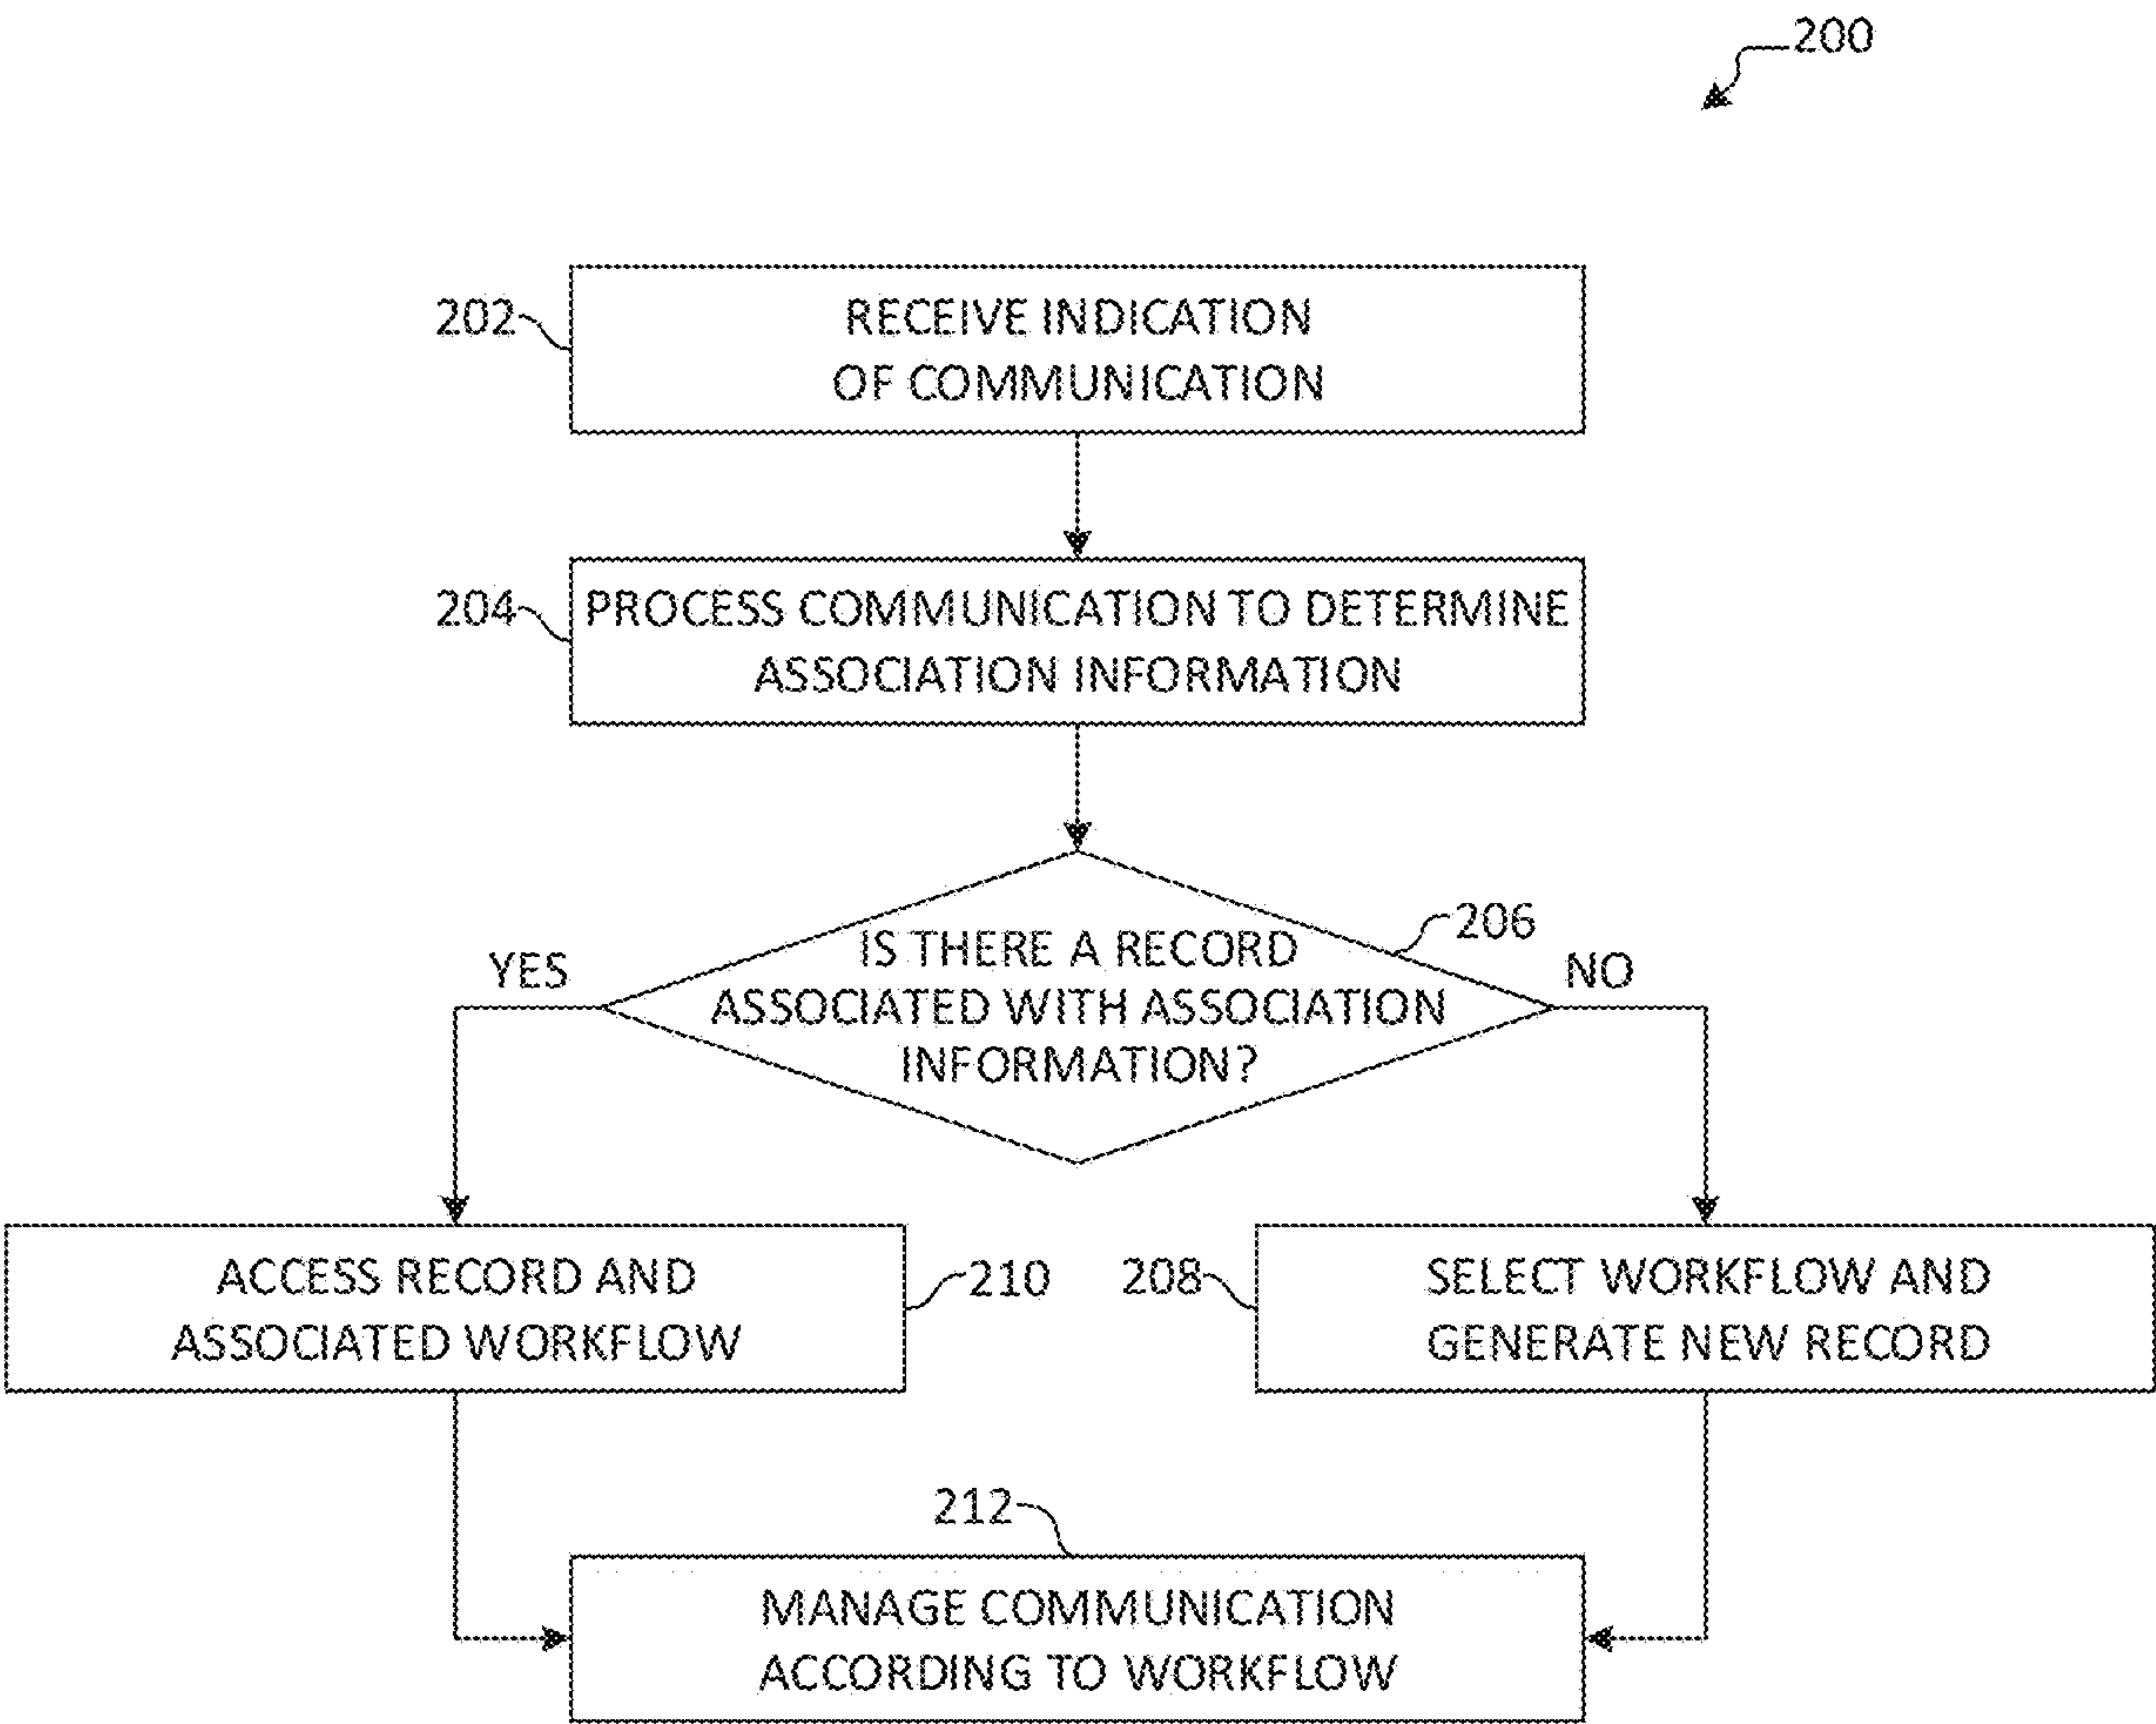 200
202
RECEIVE INDICATION
OF COMMUNICATION
204
PROCESS COMMUNICATION TO DETERMINE
ASSOCIATION INFORMATION
206
YES
NO
IS THERE A RECORD
ASSOCIATED WITH ASSOCIATION
INFORMATION?
ACCESS RECORD AND
ASSOCIATED WORKFLOW
210
208
SELECT WORKFLOW AND
GENERATE NEW RECORD
212
MANAGE COMMUNICATION
ACCORDING TO WORKFLOW